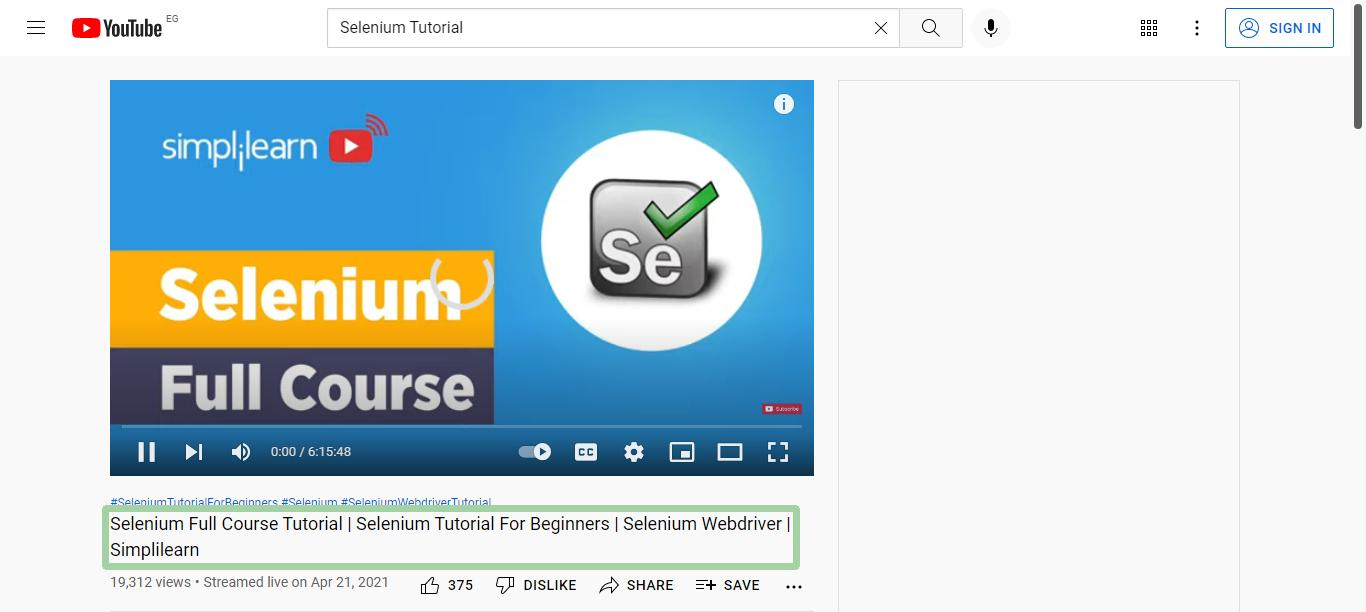 YouTube EG
Selenium Tutorial
SIGN IN
simplilearn
Se
Selenium
Full Course
Subscribe
0:00 / 6:15:48
CC
#SeleniumTutorialForBeginners #Selenium #SeleniumWebdriverTutorial
Selenium Full Course Tutorial | Selenium Tutorial For Beginners | Selenium Webdriver |
Simplilearn
19,312 views • Streamed live on Apr 21, 2021
375 DISLIKE SHARE SAVE